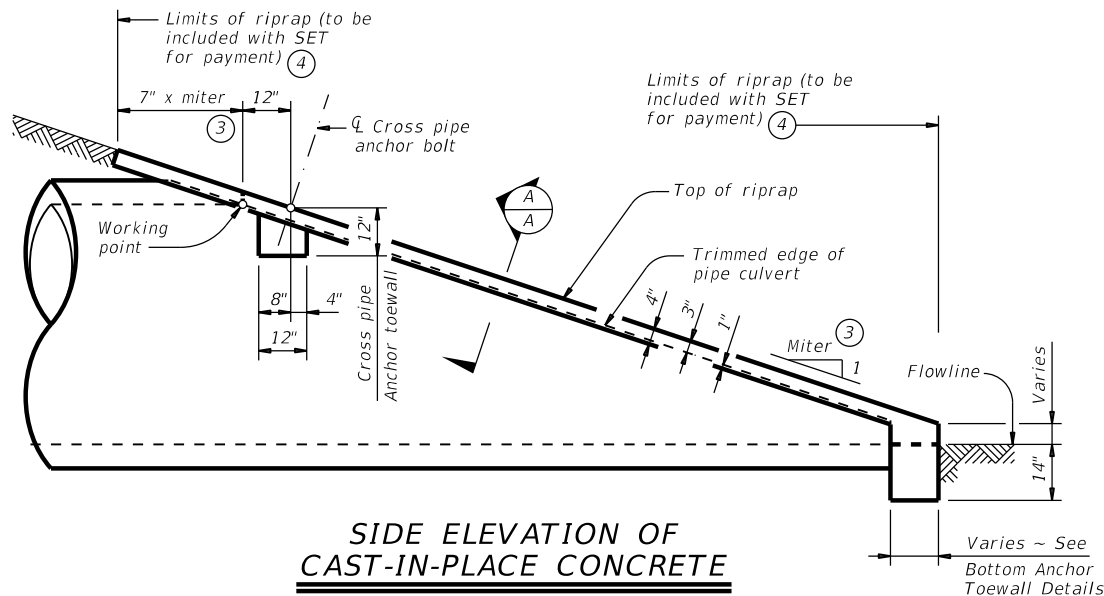 Limits of riprap (to be
included with SET
for payment) 4
7" x miter
12"
3
℄ Cross pipe
anchor bolt
Limits of riprap (to be
included with SET
for payment) 4
A
A
Top of riprap
Working
point
12"
Trimmed edge of
pipe culvert
8"
4"
12"
Cross pipe
Anchor toewall
4"
3"
1"
Miter 3
1
Flowline
Varies
14"
SIDE ELEVATION OF
CAST-IN-PLACE CONCRETE
Varies ~ See
Bottom Anchor
Toewall Details